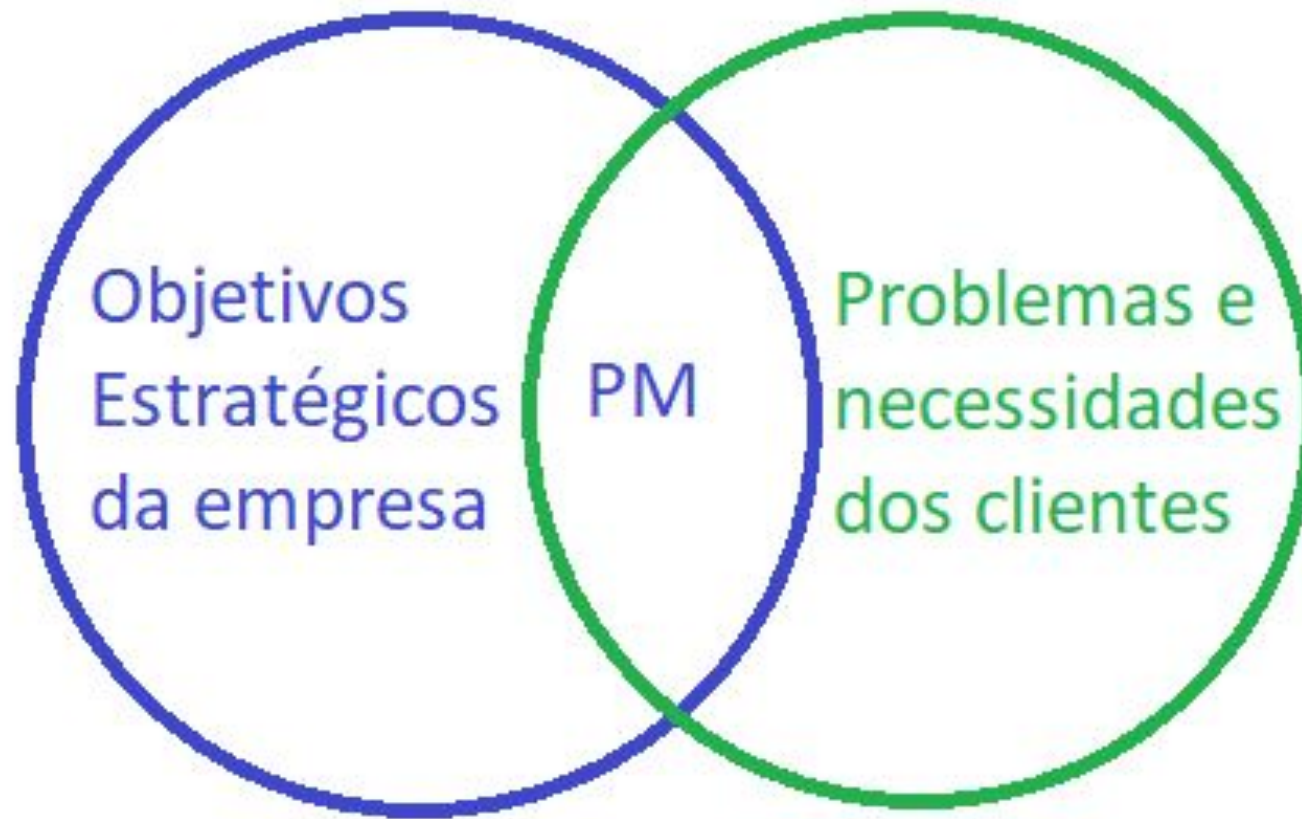 Objetivos
Estratégicos
da empresa
PM
Problemas e
necessidades
dos clientes